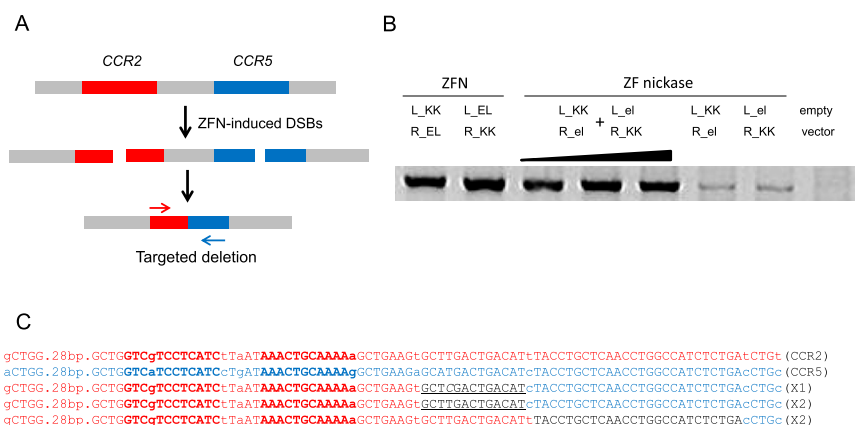 A
CCR2 CCR5
ZFN-induced DSBs
Targeted deletion
B
ZFN ZF nickase
L_KK L_EL L_KK L_el L_KK L_el empty
+
R_EL R_KK R_el R_KK R_el R_KK vector
C
gCTGG.28bp.GCTGGTCgTCCTCATCtTaATAAACTGCAAAAaGCTGAAGtGCTTGACTGACATtTACCTGCTCAACCTGGCCATCTCTGAtCTGt(CCR2)
aCTGG.28bp.GCTGGTCaTCCTCATCcTgATAAACTGCAAAAgGCTGAAGaGCATGACTGACATcTACCTGCTCAACCTGGCCATCTCTGAcCTGc(CCR5)
gCTGG.28bp.GCTGGTCgTCCTCATCtTaATAAACTGCAAAAaGCTGAAGtGCTCGACTGACATcTACCTGCTCAACCTGGCCATCTCTGAcCTGc(X1)
gCTGG.28bp.GCTGGTCgTCCTCATCtTaATAAACTGCAAAAaGCTGAAGtGCTTGACTGACATcTACCTGCTCAACCTGGCCATCTCTGAcCTGc(X2)
gCTGG.28bp.GCTGGTCgTCCTCATCtTaATAAACTGCAAAAaGCTGAAGtGCTTGACTGACATtTACCTGCTCAACCTGGCCATCTCTGAcCTGc(X2)